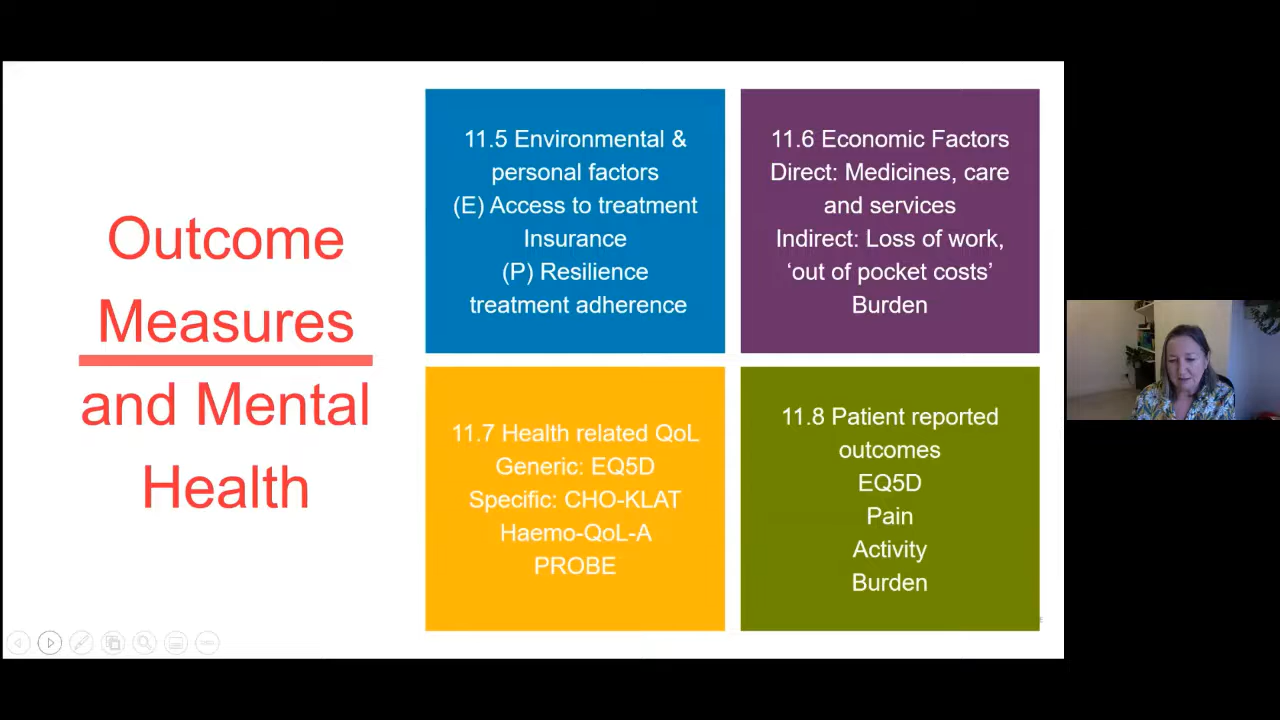 Outcome
Measures
and Mental
Health
11.5 Environmental &
personal factors
(E) Access to treatment
Insurance
(P) Resilience
treatment adherence
11.6 Economic Factors
Direct: Medicines, care
and services
Indirect: Loss of work,
‘out of pocket costs’
Burden
11.7 Health related QoL
Generic: EQ5D
Specific: CHO-KLAT
Haemo-QoL-A
PROBE
11.8 Patient reported
outcomes
EQ5D
Pain
Activity
Burden